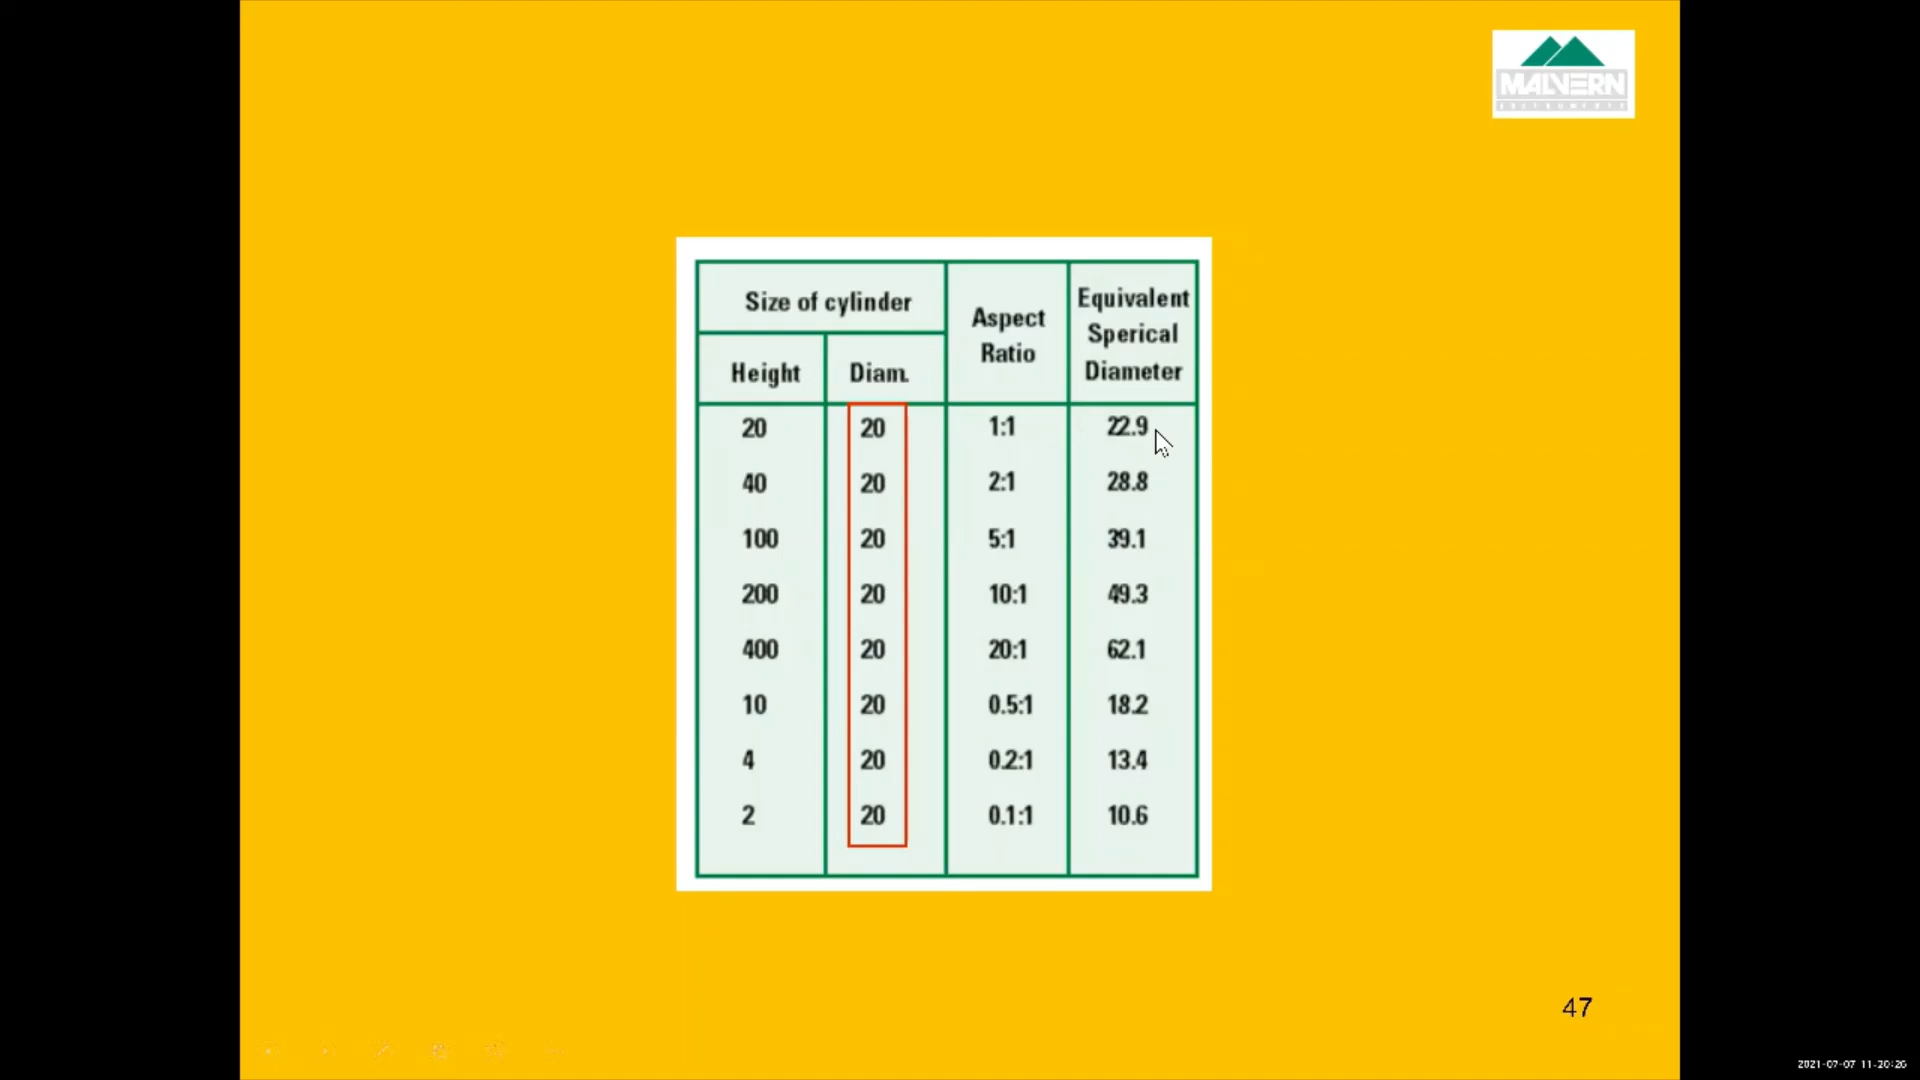 MALVERN
INSTRUMENTS
Size of cylinder
Aspect Ratio
Equivalent Sperical Diameter
Height Diam.
20 20 1:1 22.9
40 20 2:1 28.8
100 20 5:1 39.1
200 20 10:1 49.3
400 20 20:1 62.1
10 20 0.5:1 18.2
4 20 0.2:1 13.4
2 20 0.1:1 10.6
47
2021-07-07 11:20:26